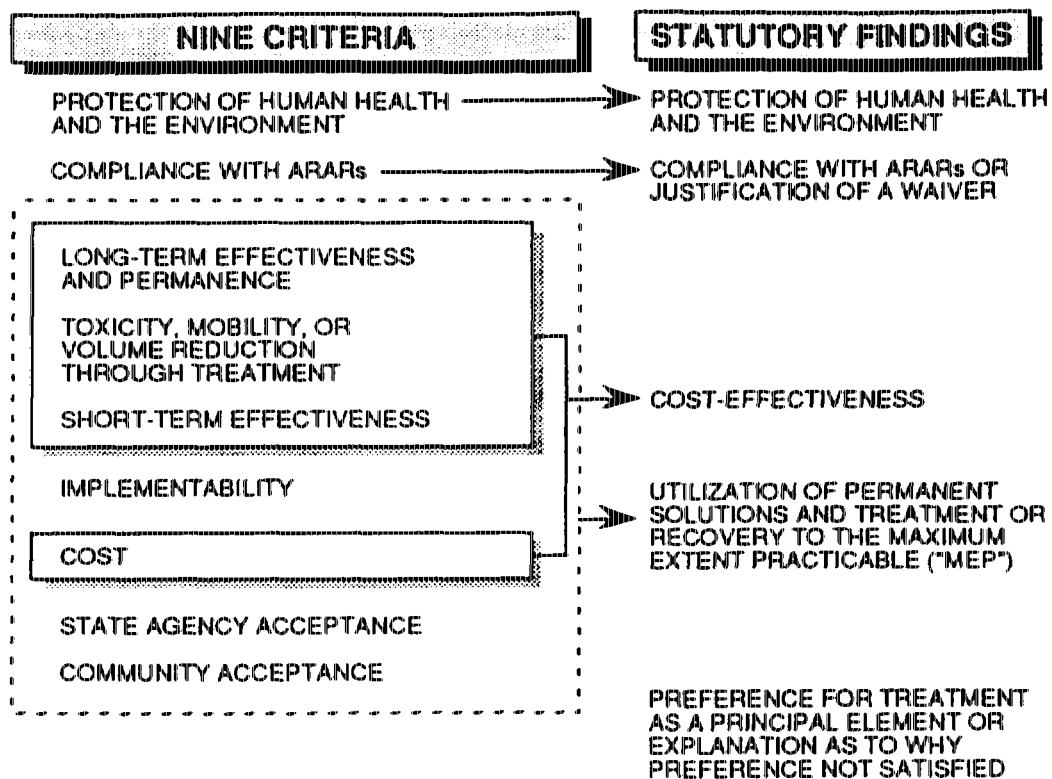 NINE CRITERIA
STATUTORY FINDINGS
PROTECTION OF HUMAN HEALTH
AND THE ENVIRONMENT
PROTECTION OF HUMAN HEALTH
AND THE ENVIRONMENT
COMPLIANCE WITH ARARs
COMPLIANCE WITH ARARs OR
JUSTIFICATION OF A WAIVER
LONG-TERM EFFECTIVENESS
AND PERMANENCE
TOXICITY, MOBILITY, OR
VOLUME REDUCTION
THROUGH TREATMENT
SHORT-TERM EFFECTIVENESS
COST-EFFECTIVENESS
IMPLEMENTABILITY
UTILIZATION OF PERMANENT
SOLUTIONS AND TREATMENT OR
RECOVERY TO THE MAXIMUM
EXTENT PRACTICABLE ("MEP")
COST
STATE AGENCY ACCEPTANCE
COMMUNITY ACCEPTANCE
PREFERENCE FOR TREATMENT
AS A PRINCIPAL ELEMENT OR
EXPLANATION AS TO WHY
PREFERENCE NOT SATISFIED